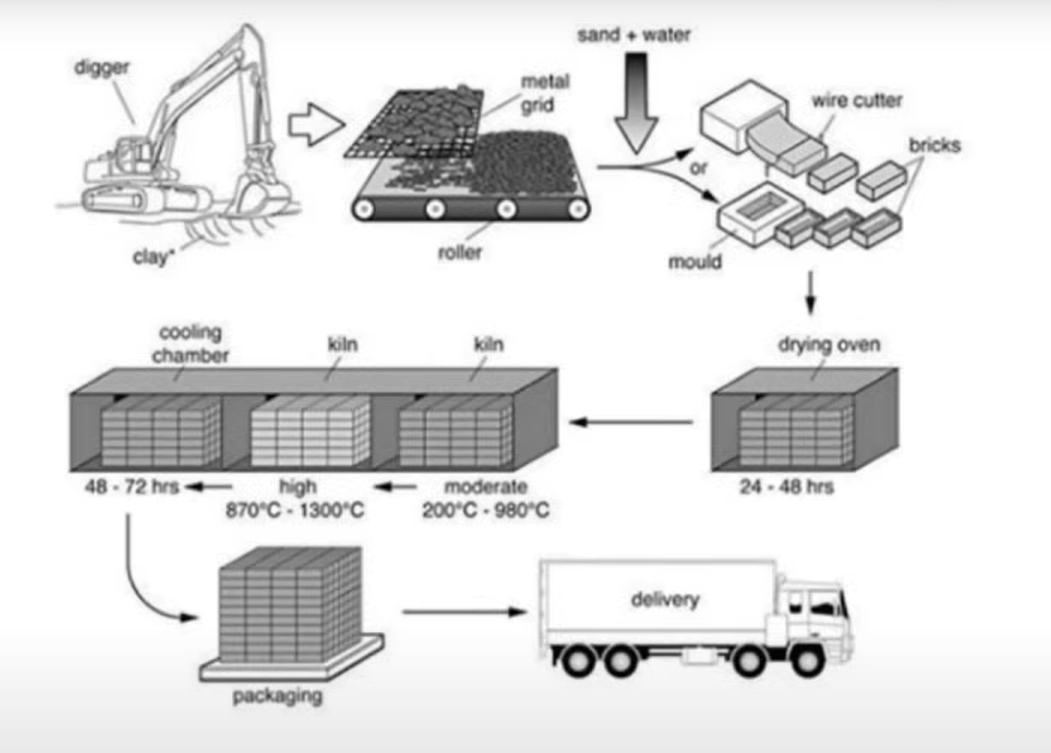 digger
clay*
metal
grid
roller
sand + water
or
wire cutter
bricks
mould
drying oven
24 - 48 hrs
kiln
kiln
cooling
chamber
moderate
200°C - 980°C
high
870°C - 1300°C
48 - 72 hrs
packaging
delivery